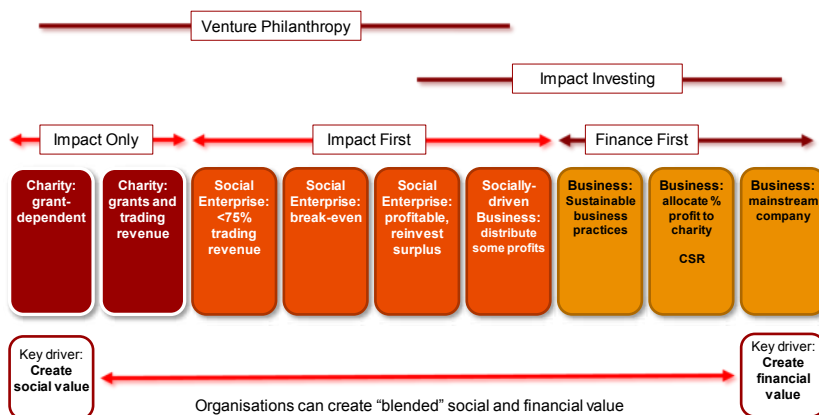 Venture Philanthropy
Impact Investing
Impact Only
Impact First
Finance First
Charity:
grant-
dependent
Charity:
grants and
trading
revenue
Social
Enterprise:
<75%
trading
revenue
Social
Enterprise:
break-even
Social
Enterprise:
profitable,
reinvest
surplus
Socially-
driven
Business:
distribute
some profits
Business:
Sustainable
business
practices
Business:
allocate %
profit to
charity
CSR
Business:
mainstream
company
Key driver:
Create
social value
Key driver:
Create
financial
value
Organisations can create “blended” social and financial value